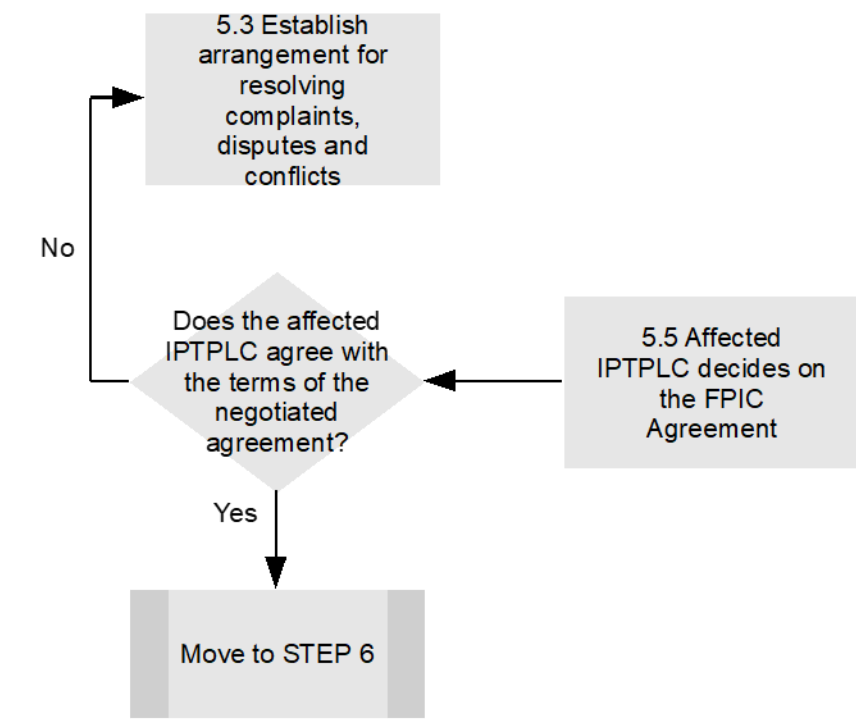 5.3 Establish
arrangement for
resolving
complaints,
disputes and
conflicts
No
Does the affected
IPTPLC agree with
the terms of the
negotiated
agreement?
5.5 Affected
IPTPLC decides on
the FPIC
Agreement
Yes
Move to STEP 6